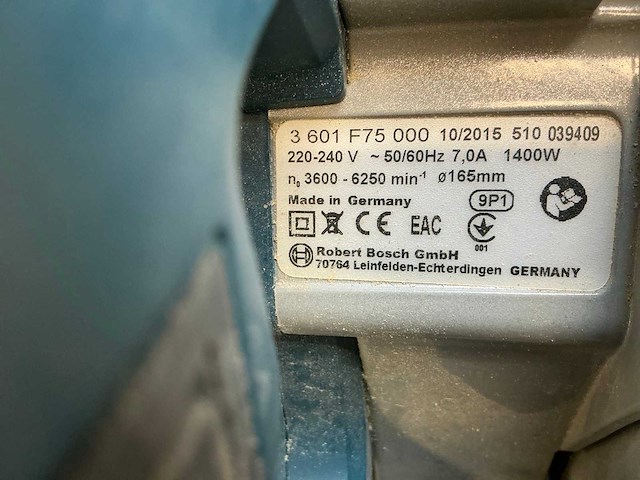 3 601 F75 000 10/2015 510 039409
220-240 V ~ 50/60Hz 7,0A 1400W
n₀ 3600 - 6250 min⁻¹ ø165mm
Made in Germany 9P1
CE EAC
001
Robert Bosch GmbH
70764 Leinfelden-Echterdingen GERMANY